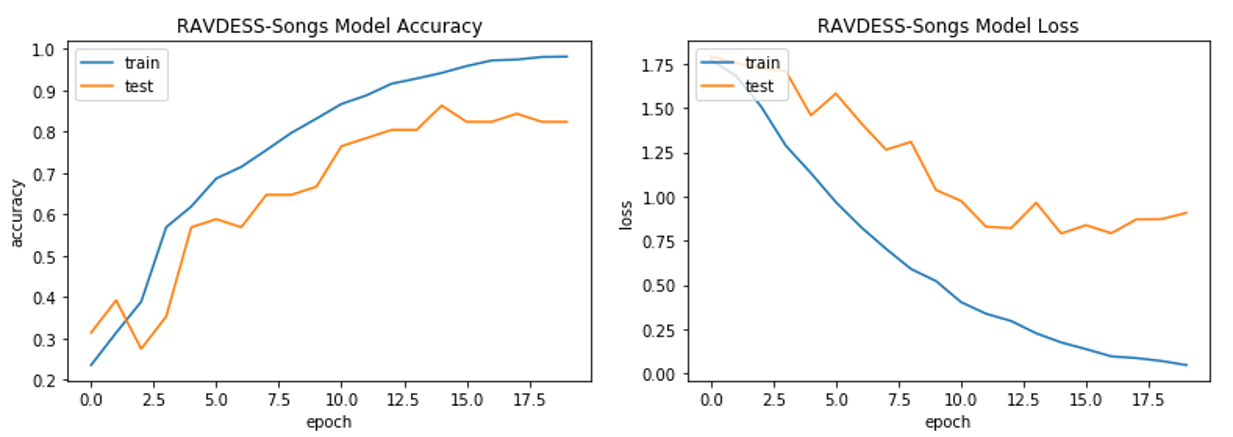 RAVDESS-Songs Model Accuracy
1.0
0.9
0.8
0.7
0.6
0.5
0.4
0.3
0.2
accuracy
train
test
0.0 2.5 5.0 7.5 10.0 12.5 15.0 17.5
epoch
RAVDESS-Songs Model Loss
1.75
1.50
1.25
1.00
0.75
0.50
0.25
0.00
loss
train
test
0.0 2.5 5.0 7.5 10.0 12.5 15.0 17.5
epoch